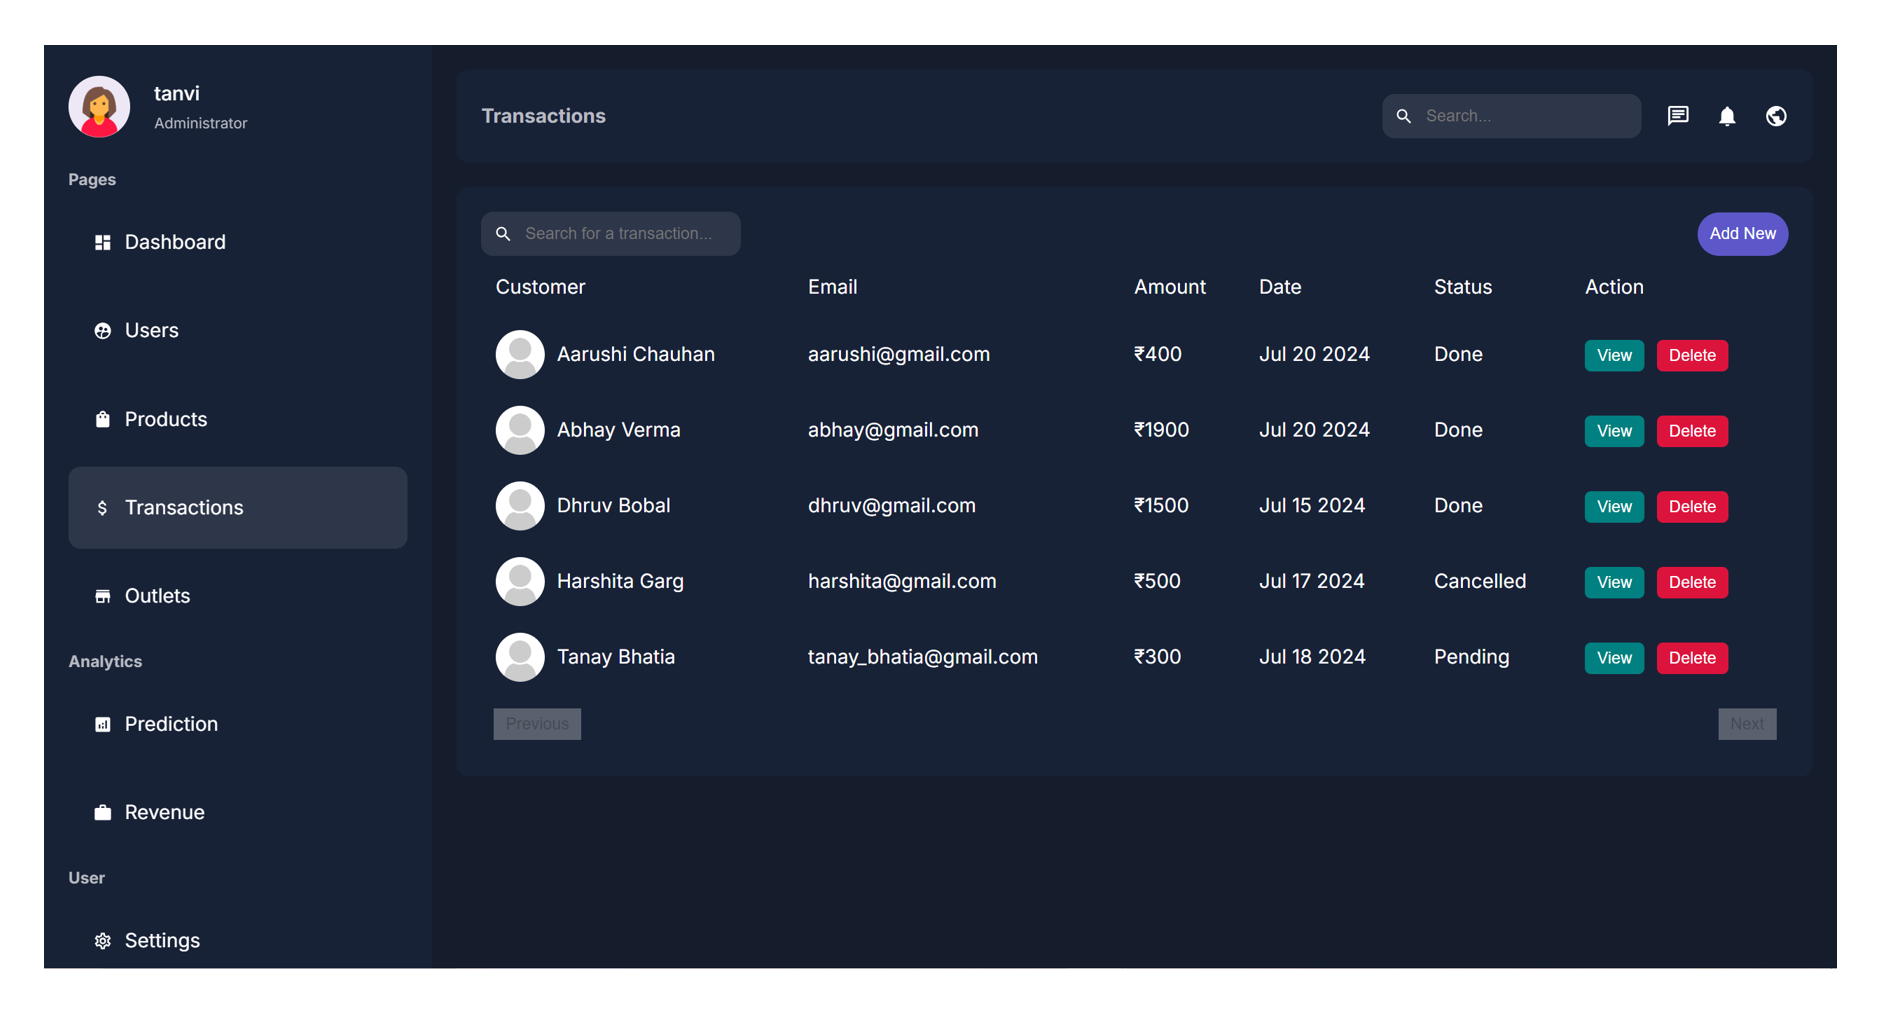 tanvi
Administrator
Pages
Dashboard
Users
Products
$ Transactions
Outlets
Analytics
Prediction
Revenue
User
Settings
Transactions
Search...
Search for a transaction...
Add New
Customer Email Amount Date Status Action
Aarushi Chauhan aarushi@gmail.com ₹400 Jul 20 2024 Done View Delete
Abhay Verma abhay@gmail.com ₹1900 Jul 20 2024 Done View Delete
Dhruv Bobal dhruv@gmail.com ₹1500 Jul 15 2024 Done View Delete
Harshita Garg harshita@gmail.com ₹500 Jul 17 2024 Cancelled View Delete
Tanay Bhatia tanay_bhatia@gmail.com ₹300 Jul 18 2024 Pending View Delete
Previous Next